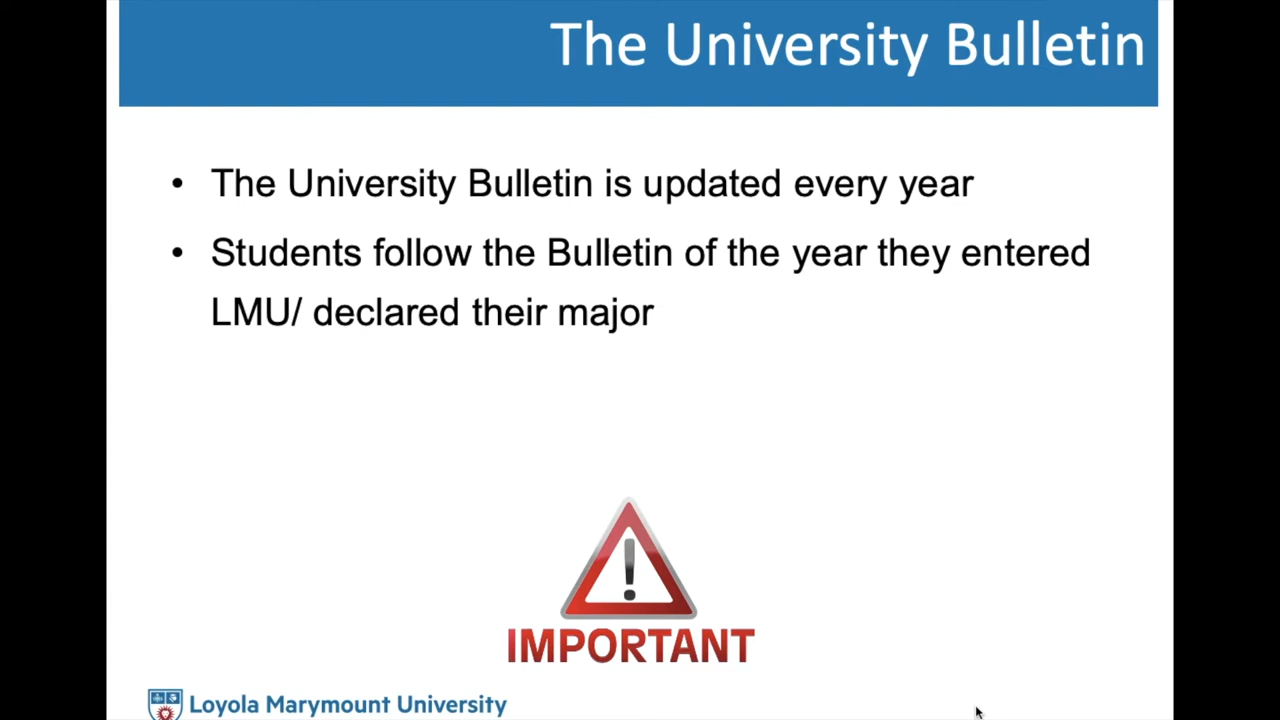 The University Bulletin
• The University Bulletin is updated every year
• Students follow the Bulletin of the year they entered
LMU/ declared their major
!
IMPORTANT
Loyola Marymount University